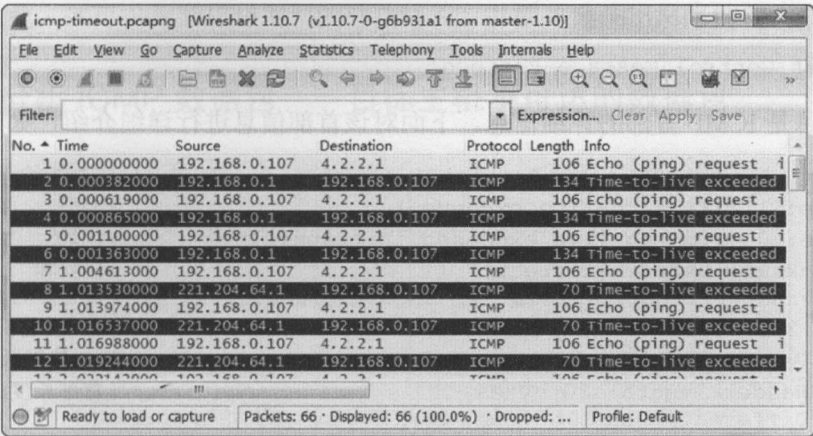 icmp-timeout.pcapng [Wireshark 1.10.7 (v1.10.7-0-g6b931a1 from master-1.10)]
File Edit View Go Capture Analyze Statistics Telephony Tools Internals Help
Filter: Expression... Clear Apply Save
No. Time Source Destination Protocol Length Info
1 0.000000000 192.168.0.107 4.2.2.1 ICMP 106 Echo (ping) request i
2 0.000382000 192.168.0.1 192.168.0.107 ICMP 134 Time-to-live exceeded
3 0.000619000 192.168.0.107 4.2.2.1 ICMP 106 Echo (ping) request i
4 0.000865000 192.168.0.1 192.168.0.107 ICMP 134 Time-to-live exceeded
5 0.001100000 192.168.0.107 4.2.2.1 ICMP 106 Echo (ping) request i
6 0.001363000 192.168.0.1 192.168.0.107 ICMP 134 Time-to-live exceeded
7 1.004613000 192.168.0.107 4.2.2.1 ICMP 106 Echo (ping) request i
8 1.013530000 221.204.64.1 192.168.0.107 ICMP 70 Time-to-live exceeded
9 1.013974000 192.168.0.107 4.2.2.1 ICMP 106 Echo (ping) request i
10 1.016537000 221.204.64.1 192.168.0.107 ICMP 70 Time-to-live exceeded
11 1.016988000 192.168.0.107 4.2.2.1 ICMP 106 Echo (ping) request i
12 1.019244000 221.204.64.1 192.168.0.107 ICMP 70 Time-to-live exceeded
Ready to load or capture Packets: 66 · Displayed: 66 (100.0%) · Dropped: ... Profile: Default